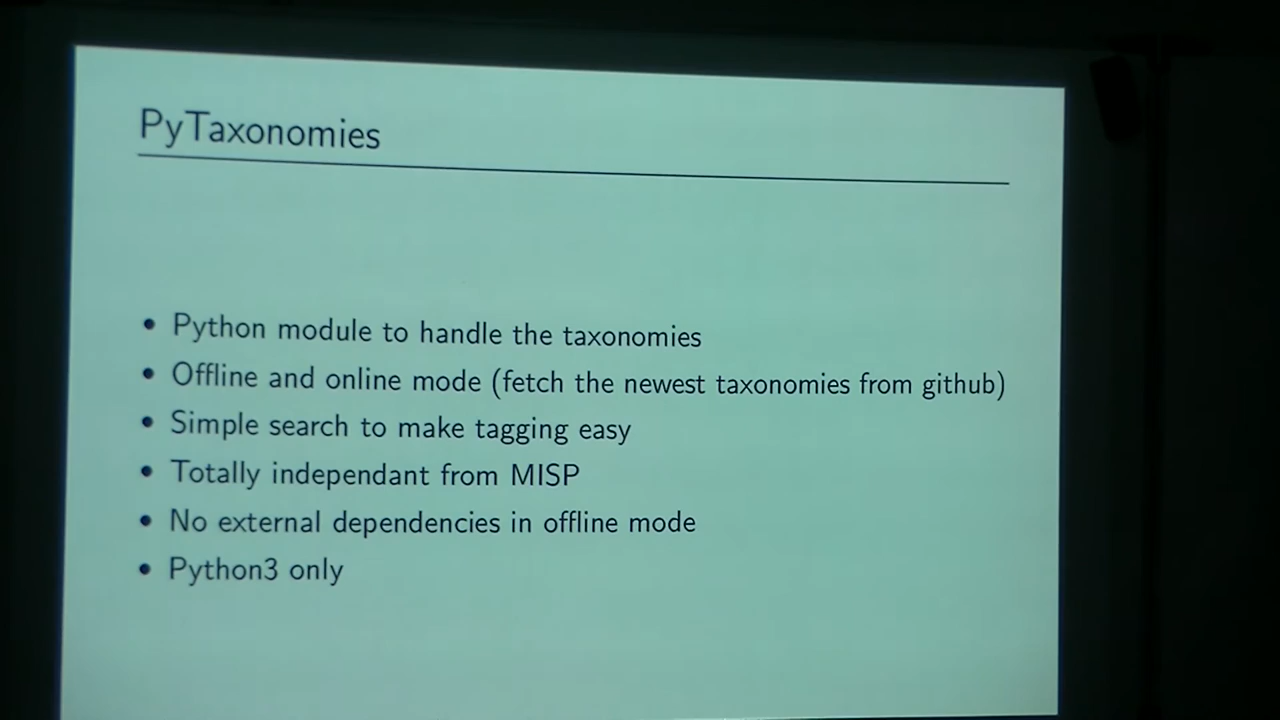 PyTaxonomies
• Python module to handle the taxonomies
• Offline and online mode (fetch the newest taxonomies from github)
• Simple search to make tagging easy
• Totally independant from MISP
• No external dependencies in offline mode
• Python3 only